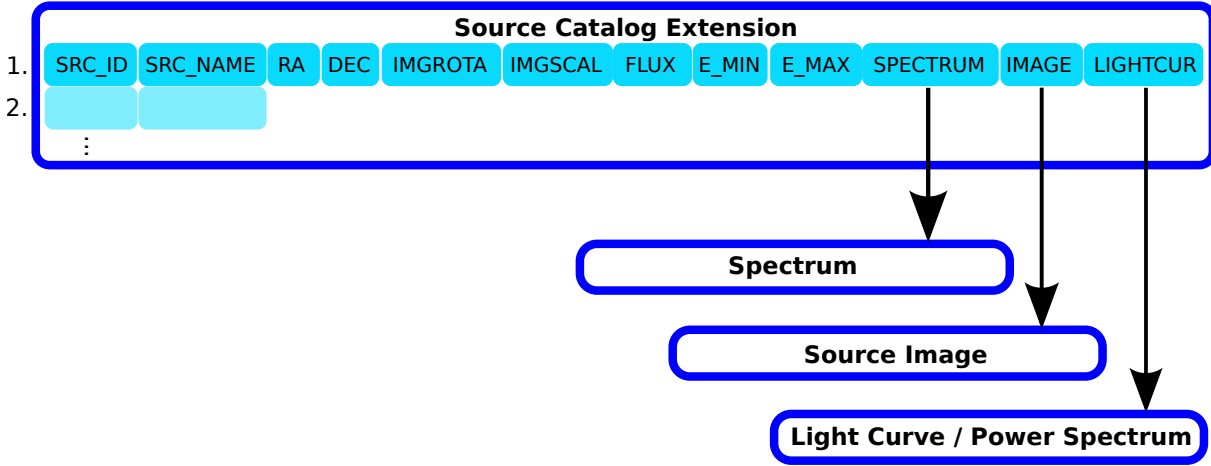 Source Catalog Extension
1. SRC_ID SRC_NAME RA DEC IMGROTA IMGSCAL FLUX E_MIN E_MAX SPECTRUM IMAGE LIGHTCUR
2.
...
Spectrum
Source Image
Light Curve / Power Spectrum